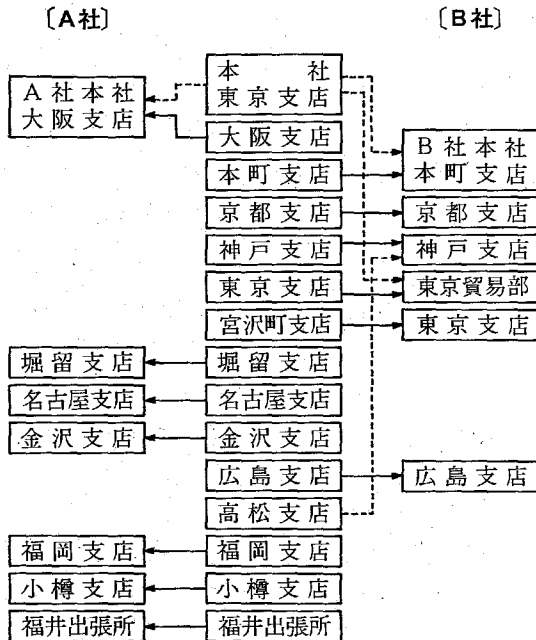 〔A社〕
〔B社〕
本社
東京支店
A社本社
大阪支店
大阪支店
B社本社
本町支店
本町支店
京都支店
京都支店
神戸支店
神戸支店
東京支店
東京貿易部
宮沢町支店
東京支店
堀留支店
堀留支店
名古屋支店
名古屋支店
金沢支店
金沢支店
広島支店
広島支店
高松支店
福岡支店
福岡支店
小樽支店
小樽支店
福井出張所
福井出張所